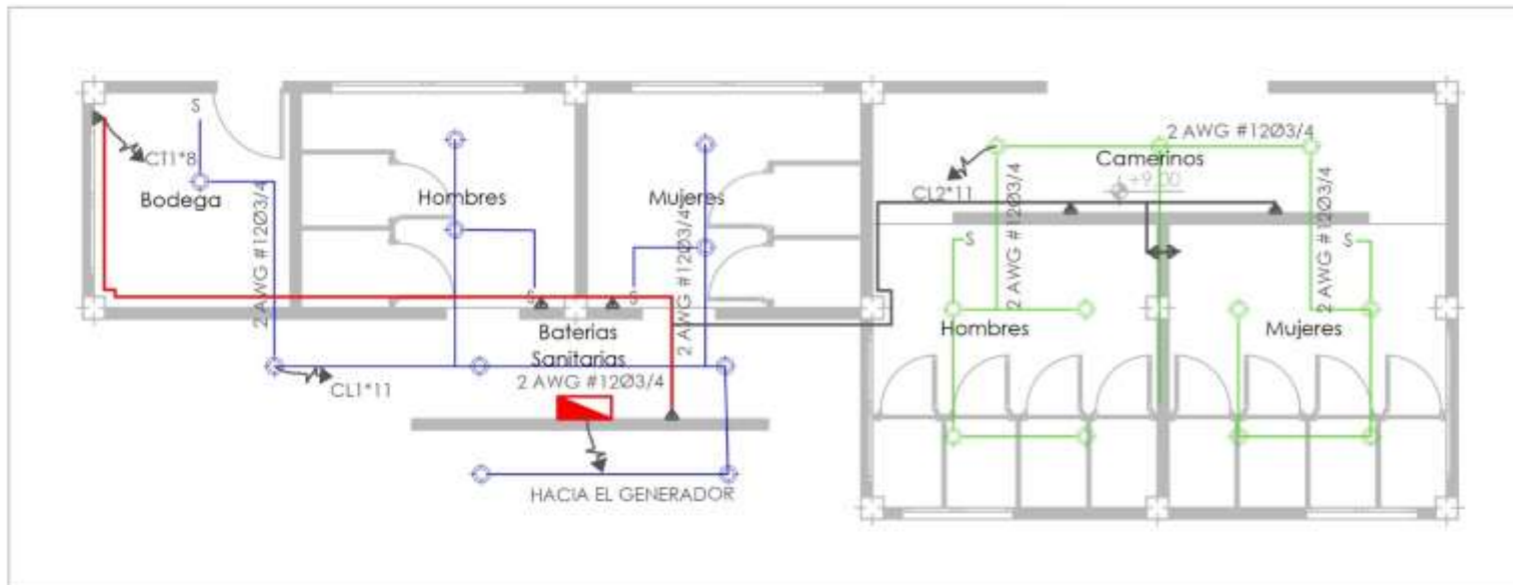 S
CT1*8
Bodega
2 AWG #12Ø3/4
Hombres
S
Mujeres
S
2 AWG #12Ø3/4
Baterias
Sanitarias
2 AWG #12Ø3/4
CL1*11
HACIA EL GENERADOR
2 AWG #12Ø3/4
Camerinos
+9.00
CL2*11
2 AWG #12Ø3/4
2 AWG #12Ø3/4
S
S
Hombres
Mujeres